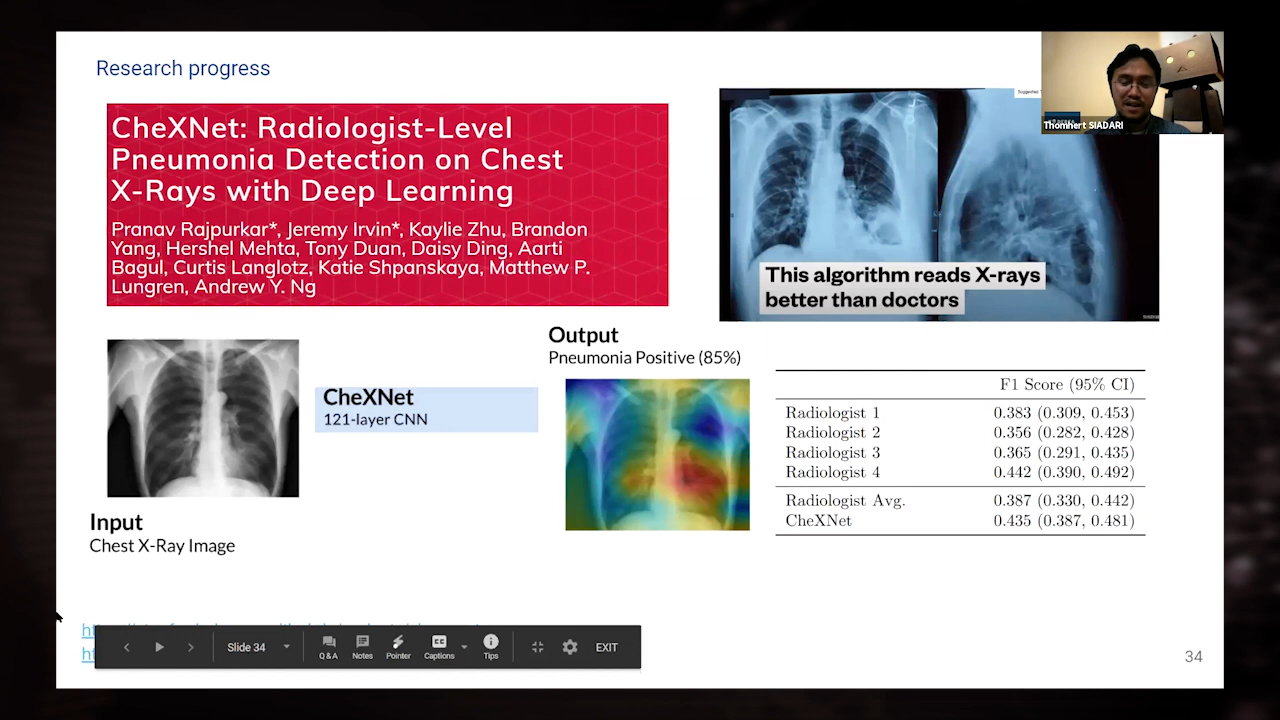 Research progress
CheXNet: Radiologist-Level
Pneumonia Detection on Chest
X-Rays with Deep Learning
Pranav Rajpurkar*, Jeremy Irvin*, Kaylie Zhu, Brandon
Yang, Hershel Mehta, Tony Duan, Daisy Ding, Aarti
Bagul, Curtis Langlotz, Katie Shpanskaya, Matthew P.
Lungren, Andrew Y. Ng
Thomhert SIADARI
This algorithm reads X-rays
better than doctors
Input
Chest X-Ray Image
CheXNet
121-layer CNN
Output
Pneumonia Positive (85%)
F1 Score (95% CI)
Radiologist 1 0.383 (0.309, 0.453)
Radiologist 2 0.356 (0.282, 0.428)
Radiologist 3 0.365 (0.291, 0.435)
Radiologist 4 0.442 (0.390, 0.492)
Radiologist Avg. 0.387 (0.330, 0.442)
CheXNet 0.435 (0.387, 0.481)
Slide 34
Q & A
Notes
Pointer
CC
Captions
Tips
EXIT
34